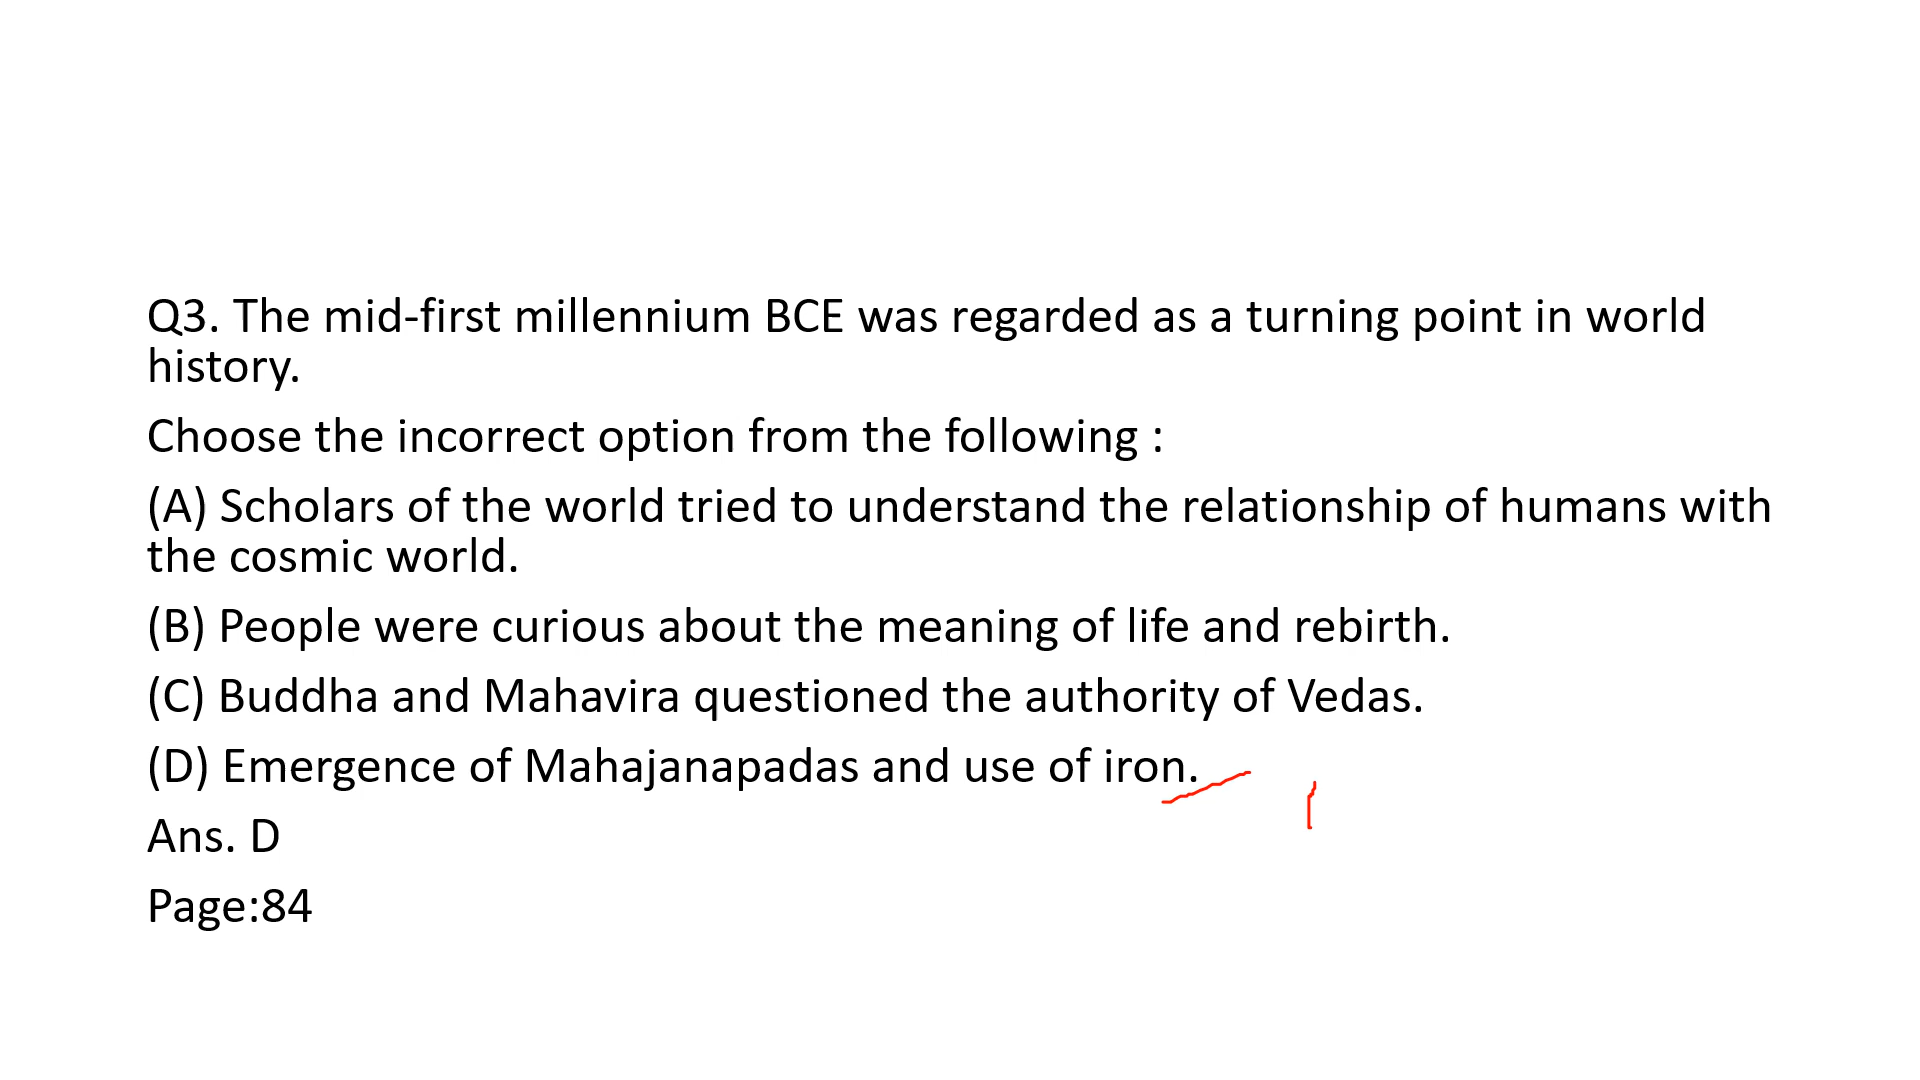 Q3. The mid-first millennium BCE was regarded as a turning point in world
history.
Choose the incorrect option from the following :
(A) Scholars of the world tried to understand the relationship of humans with
the cosmic world.
(B) People were curious about the meaning of life and rebirth.
(C) Buddha and Mahavira questioned the authority of Vedas.
(D) Emergence of Mahajanapadas and use of iron.
Ans. D
Page:84